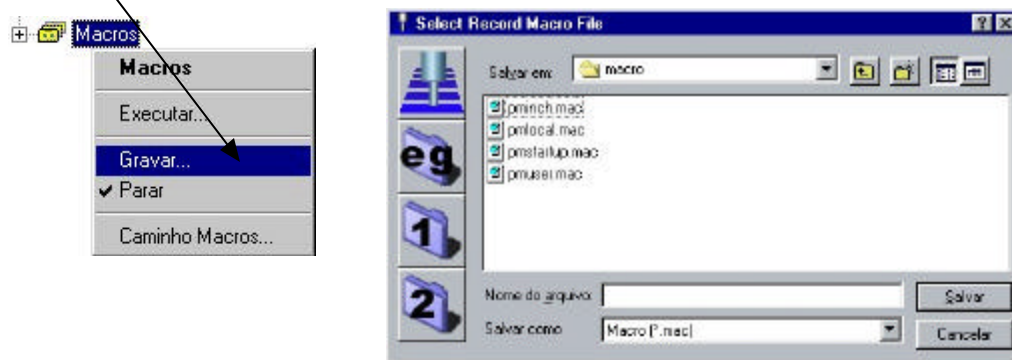 Macros
Macros
Executar...
Gravar...
Parar
Caminho Macros...
Select Record Macro File
Salvar em: macro
pminch.mac
pmlocal.mac
pmstartup.mac
pmuser.mac
eg
1
2
Nome do arquivo:
Salvar
Salvar como Macro (*.mac)
Cancelar